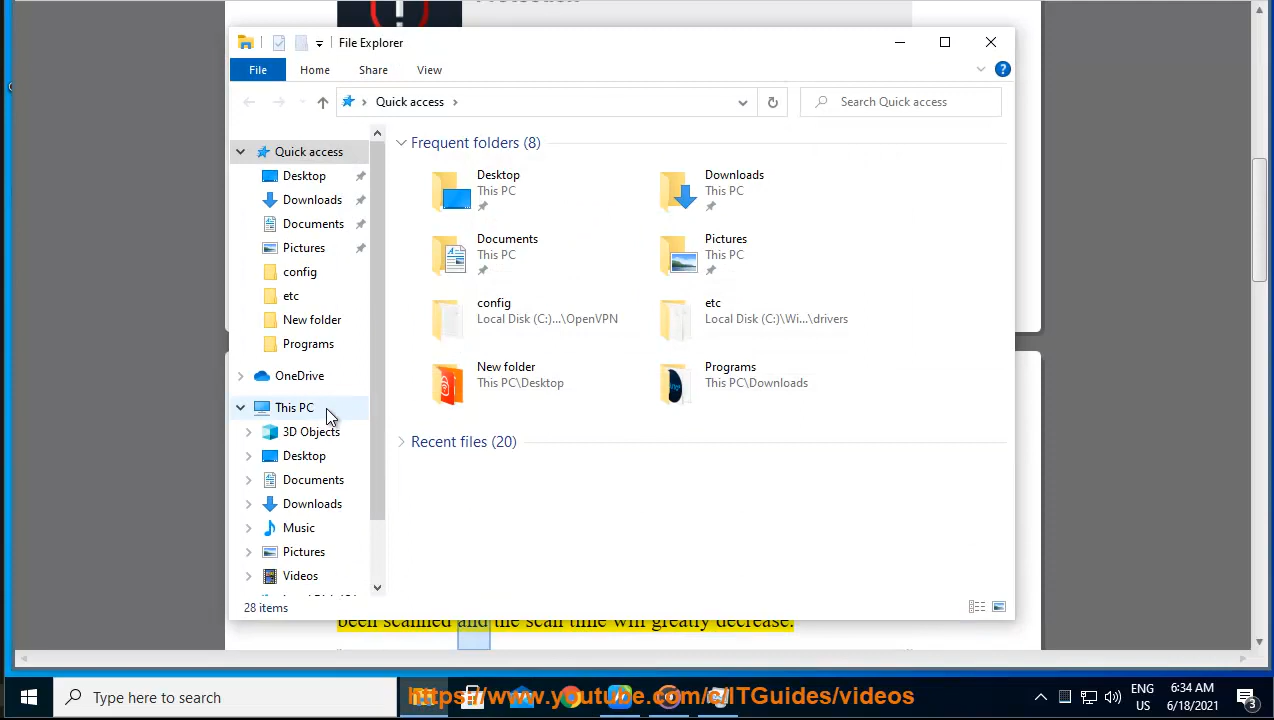 File Explorer
File Home Share View
Quick access
Search Quick access
Quick access
Desktop
Downloads
Documents
Pictures
config
etc
New folder
Programs
OneDrive
This PC
3D Objects
Desktop
Documents
Downloads
Music
Pictures
Videos
Frequent folders (8)
Desktop
This PC
Downloads
This PC
Documents
This PC
Pictures
This PC
config
Local Disk (C:)...\OpenVPN
etc
Local Disk (C:)\Wi...\drivers
New folder
This PC\Desktop
Programs
This PC\Downloads
Recent files (20)
28 items
been scanned and the scan time will greatly decrease.
Type here to search
https://www.youtube.com/c/ITGuides/videos
ENG
US
6:34 AM
6/18/2021
3